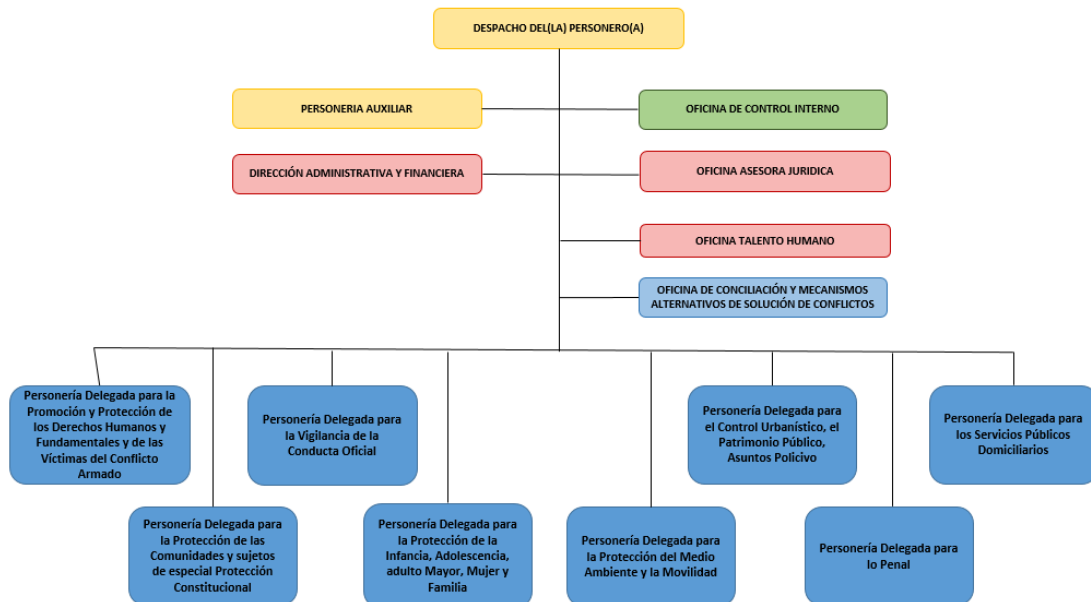 DESPACHO DEL(LA) PERSONERO(A)
PERSONERIA AUXILIAR
OFICINA DE CONTROL INTERNO
DIRECCIÓN ADMINISTRATIVA Y FINANCIERA
OFICINA ASESORA JURIDICA
OFICINA TALENTO HUMANO
OFICINA DE CONCILIACIÓN Y MECANISMOS
ALTERNATIVOS DE SOLUCIÓN DE CONFLICTOS
Personería Delegada para la
Promoción y Protección de
los Derechos Humanos y
Fundamentales y de las
Víctimas del Conflicto
Armado
Personería Delegada para
la Vigilancia de la
Conducta Oficial
Personería Delegada para
el Control Urbanístico, el
Patrimonio Público,
Asuntos Policivo
Personería Delegada para
los Servicios Públicos
Domiciliarios
Personería Delegada para
la Protección de las
Comunidades y sujetos
de especial Protección
Constitucional
Personería Delegada para
la Protección de la
Infancia, Adolescencia,
adulto Mayor, Mujer y
Familia
Personería Delegada para
la Protección del Medio
Ambiente y la Movilidad
Personería Delegada para
lo Penal